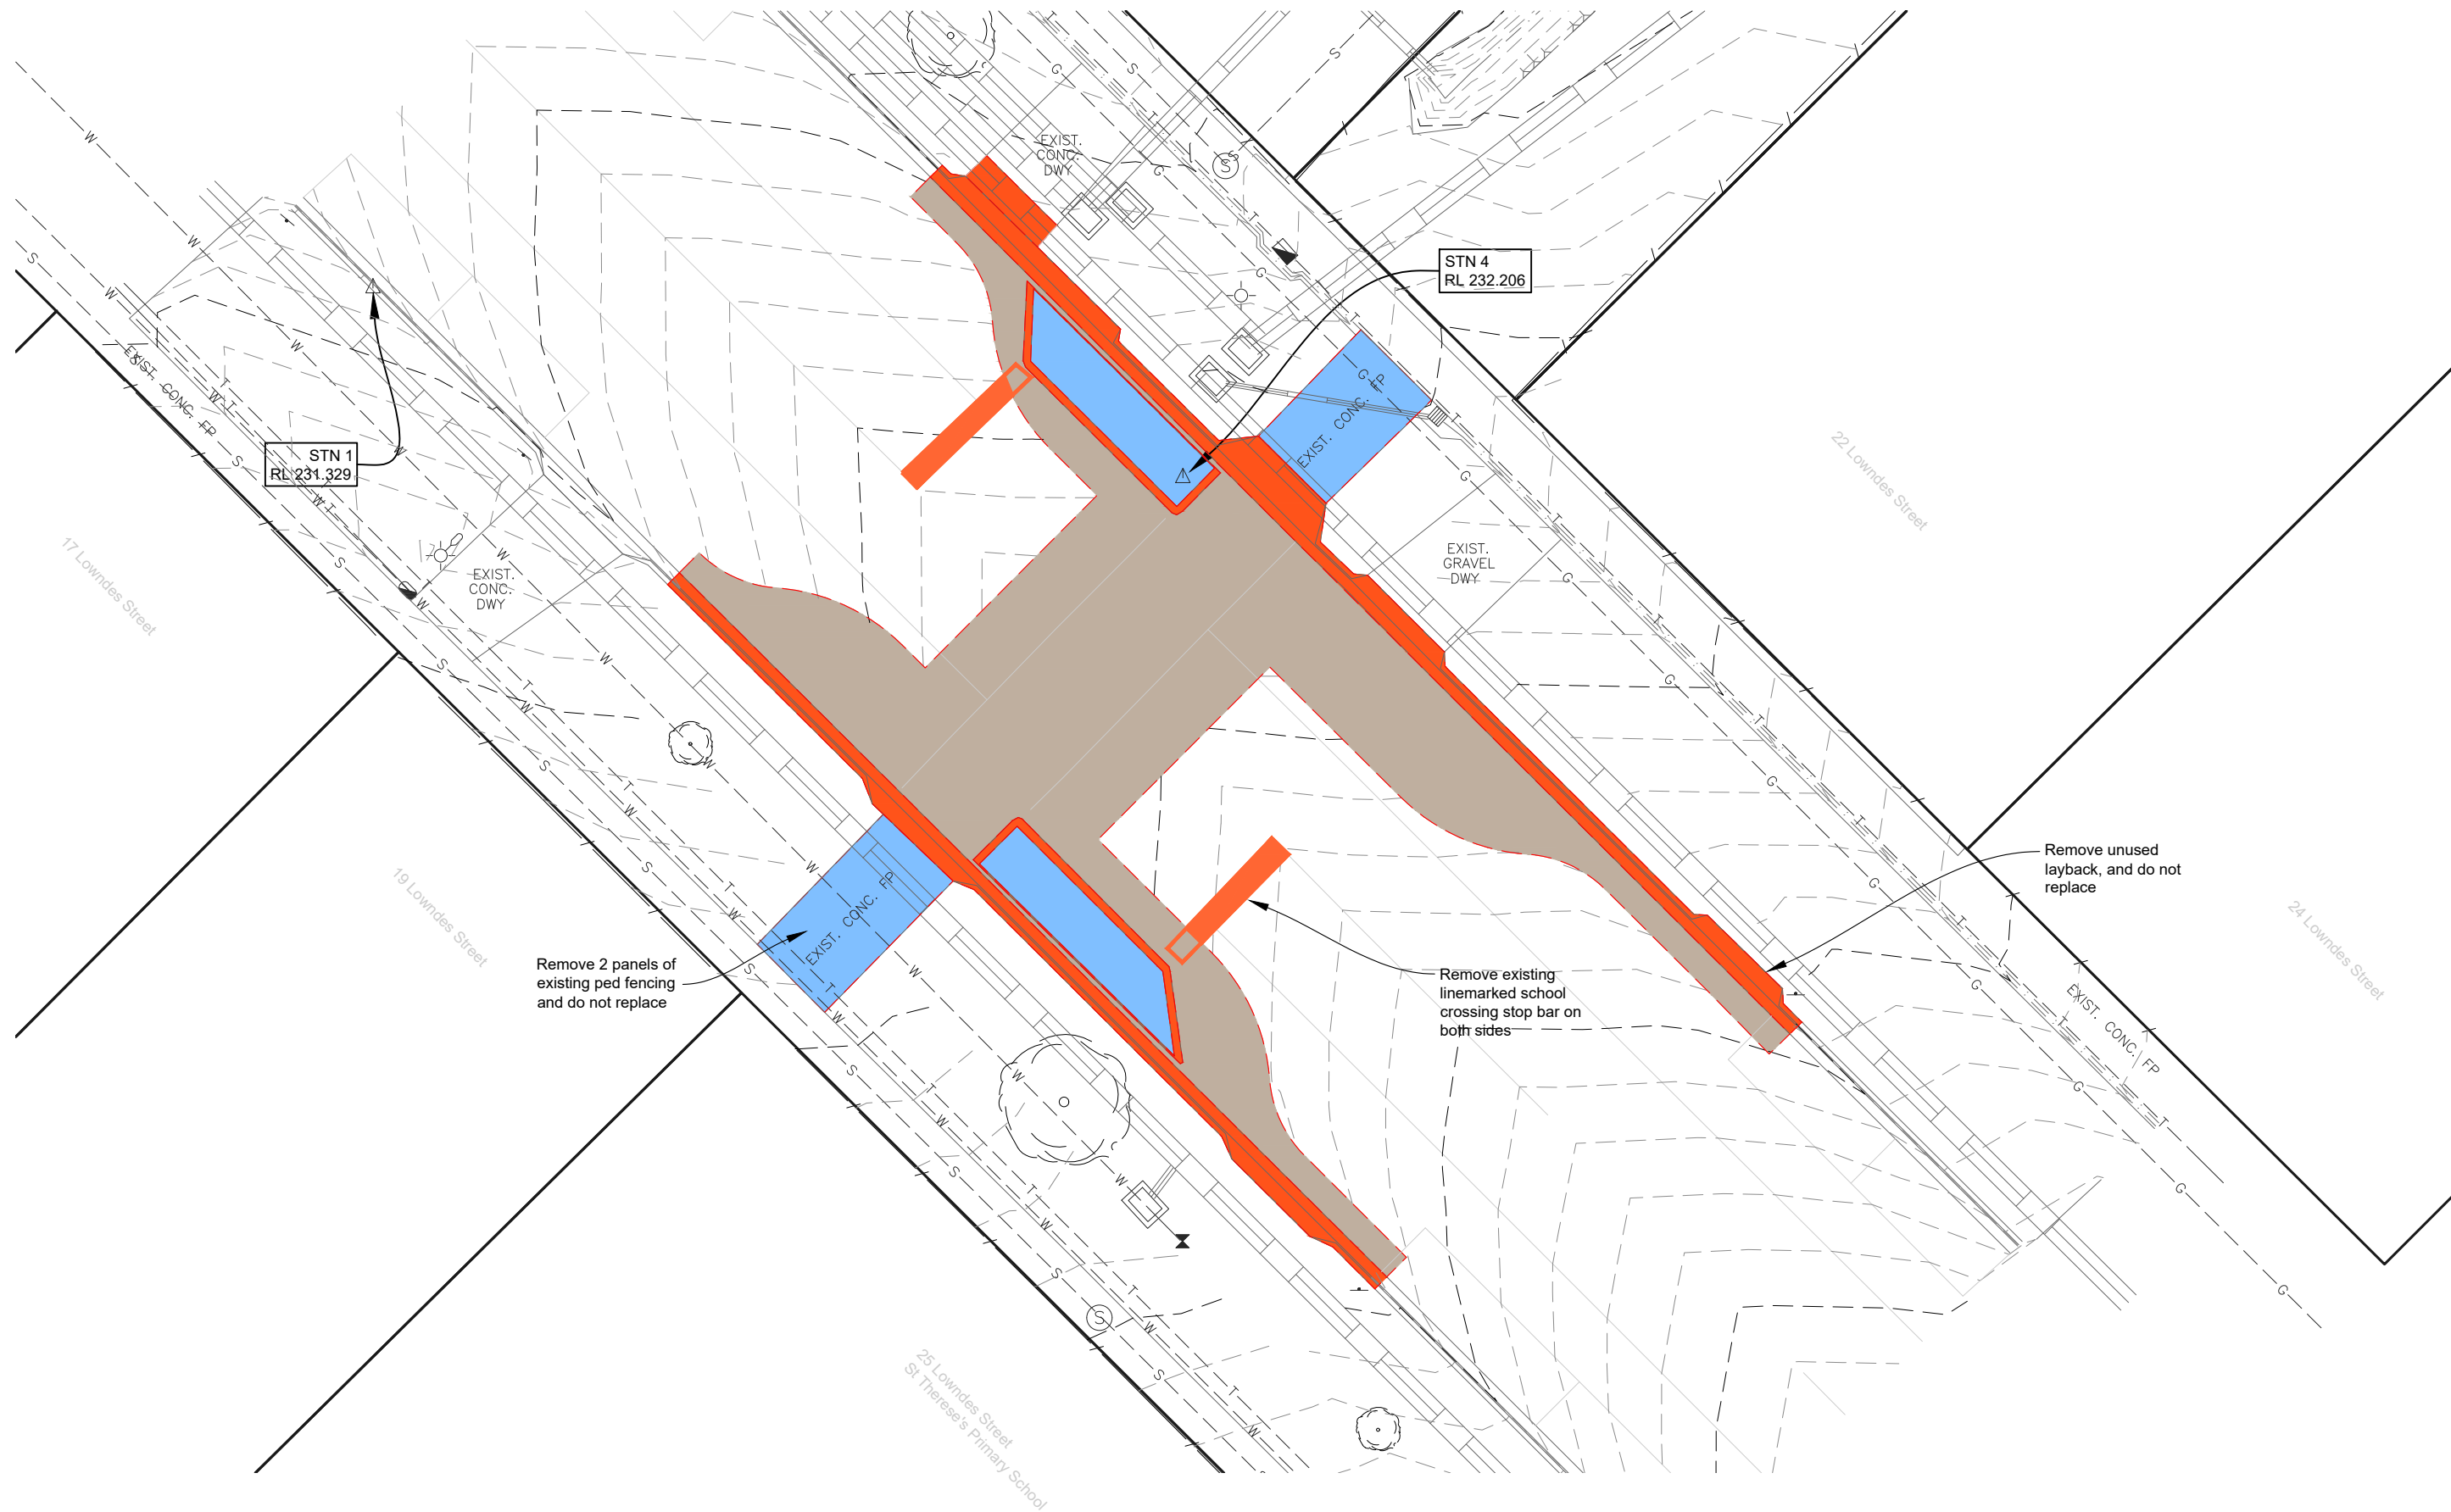 EXIST.
CONC.
DWY
STN 4
RL 232.206
EXIST. CONC. FP
STN 1
RL 231.329
EXIST. CONC. FP
22 Lowndes Street
17 Lowndes Street
EXIST.
CONC.
DWY
EXIST.
GRAVEL
DWY
19 Lowndes Street
EXIST. CONC. FP
Remove 2 panels of
existing ped fencing
and do not replace
Remove existing
linemarked school
crossing stop bar on
both sides
Remove unused
layback, and do not
replace
24 Lowndes Street
EXIST. CONC. FP
25 Lowndes Street
St Therese's Primary School